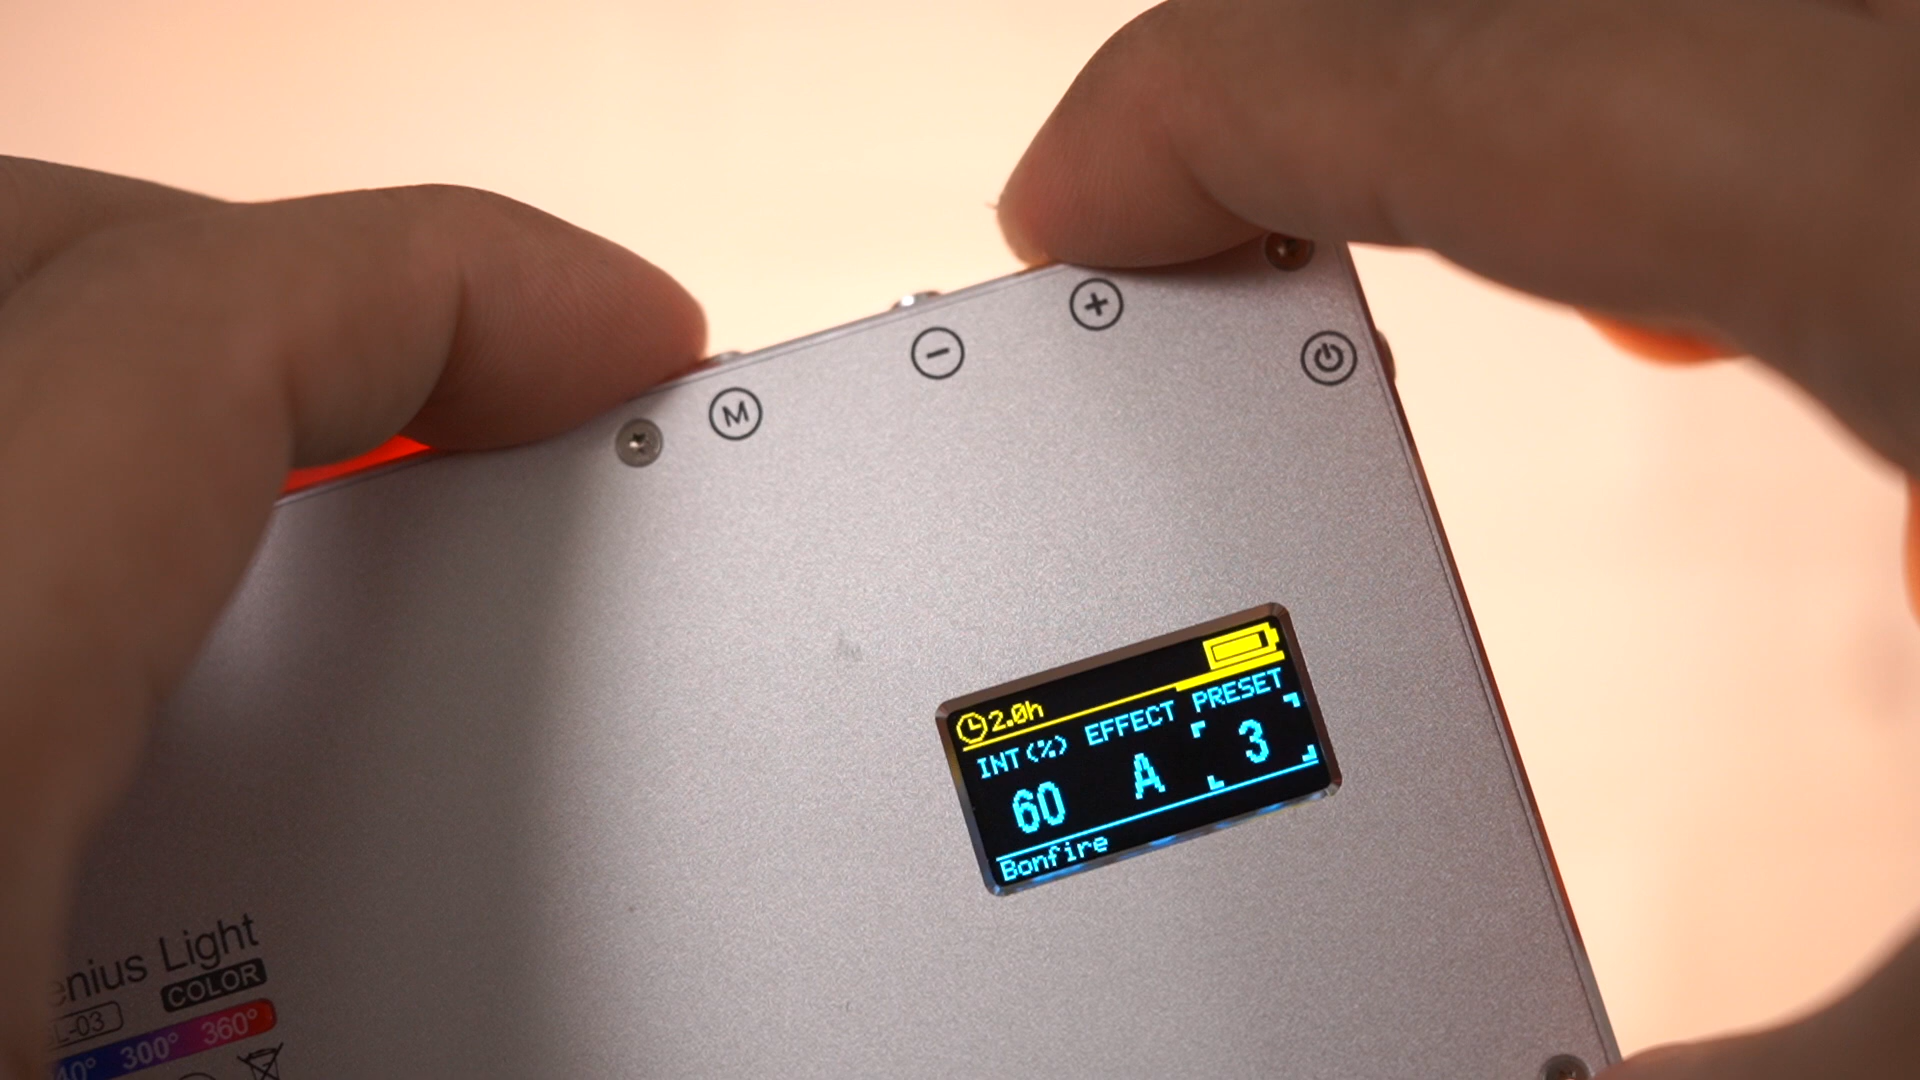 M
2.0h
INT(%) EFFECT PRESET
60 A 3
Bonfire
Light
COLOR
300° 360°